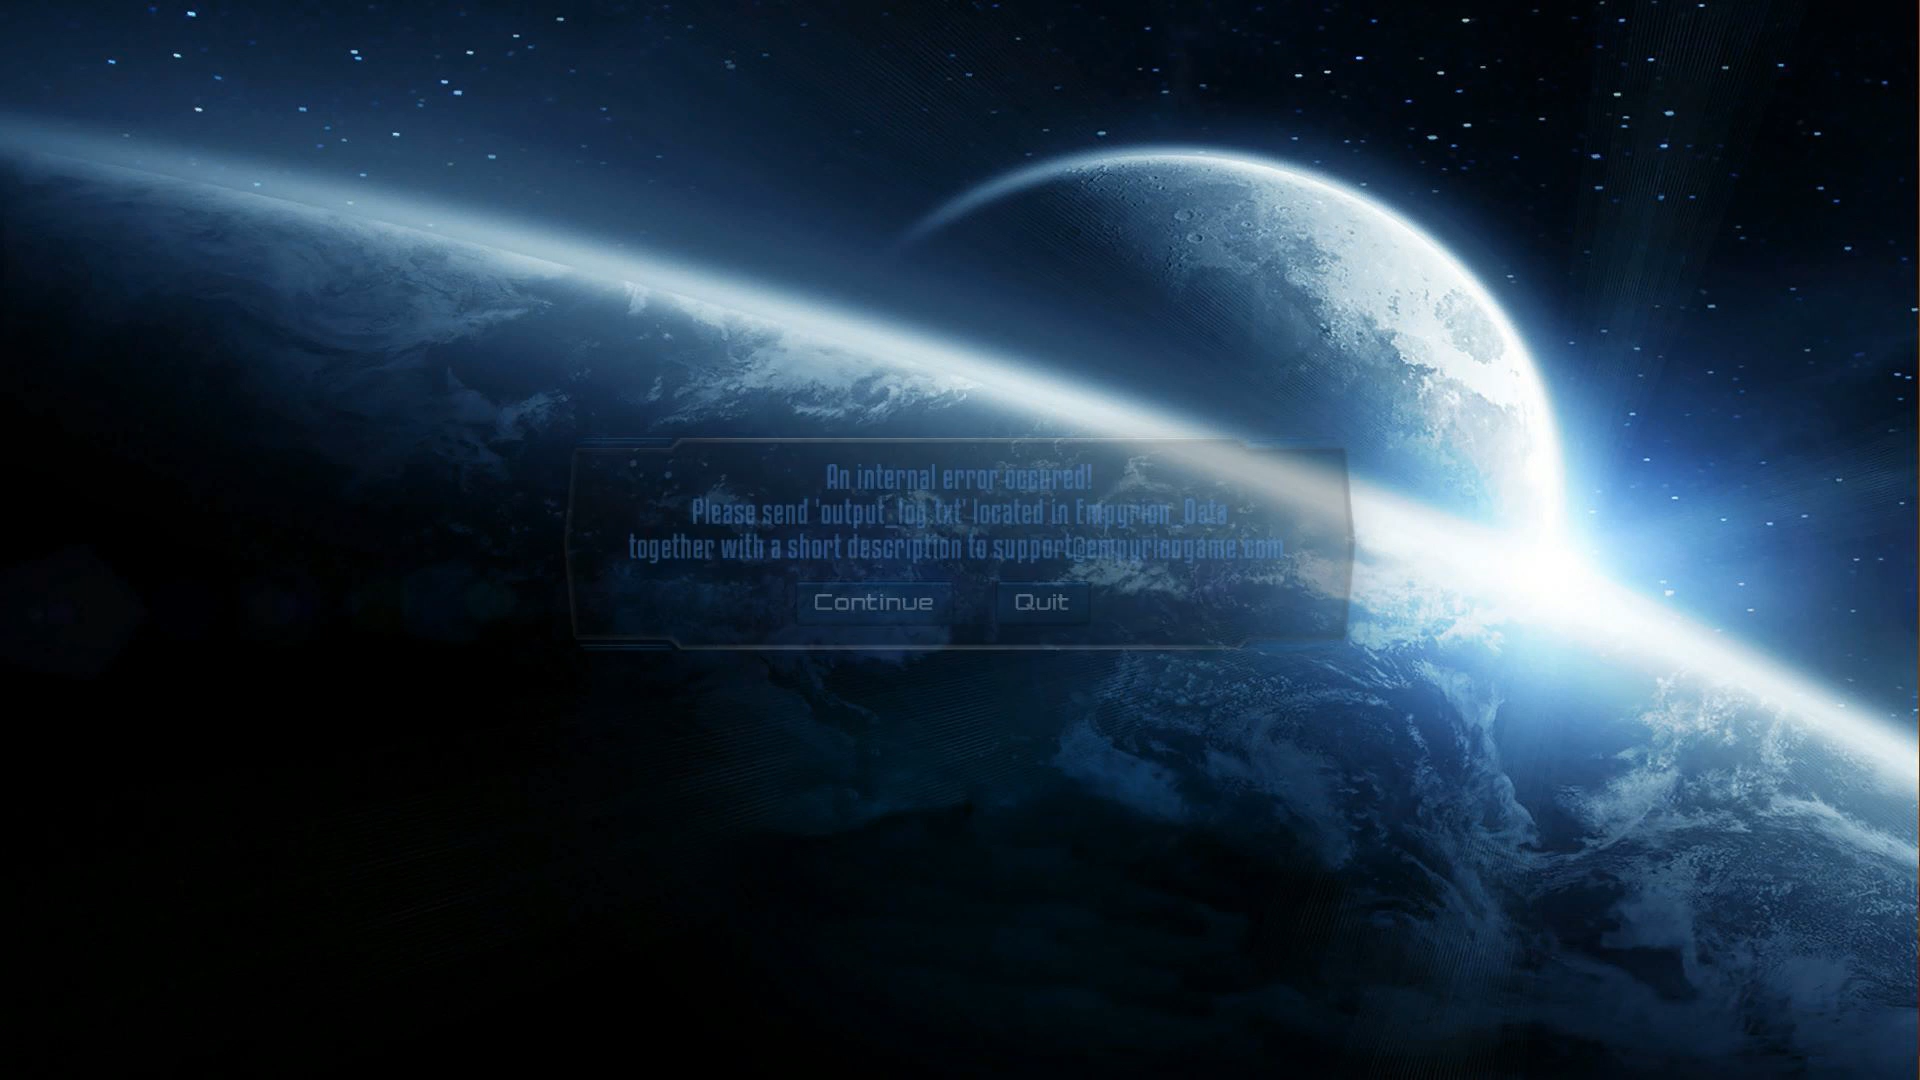 An internal error occured!
Please send 'output_log.txt' located in Empyrion_Data
together with a short description to support@empyriongame.com.
Continue Quit